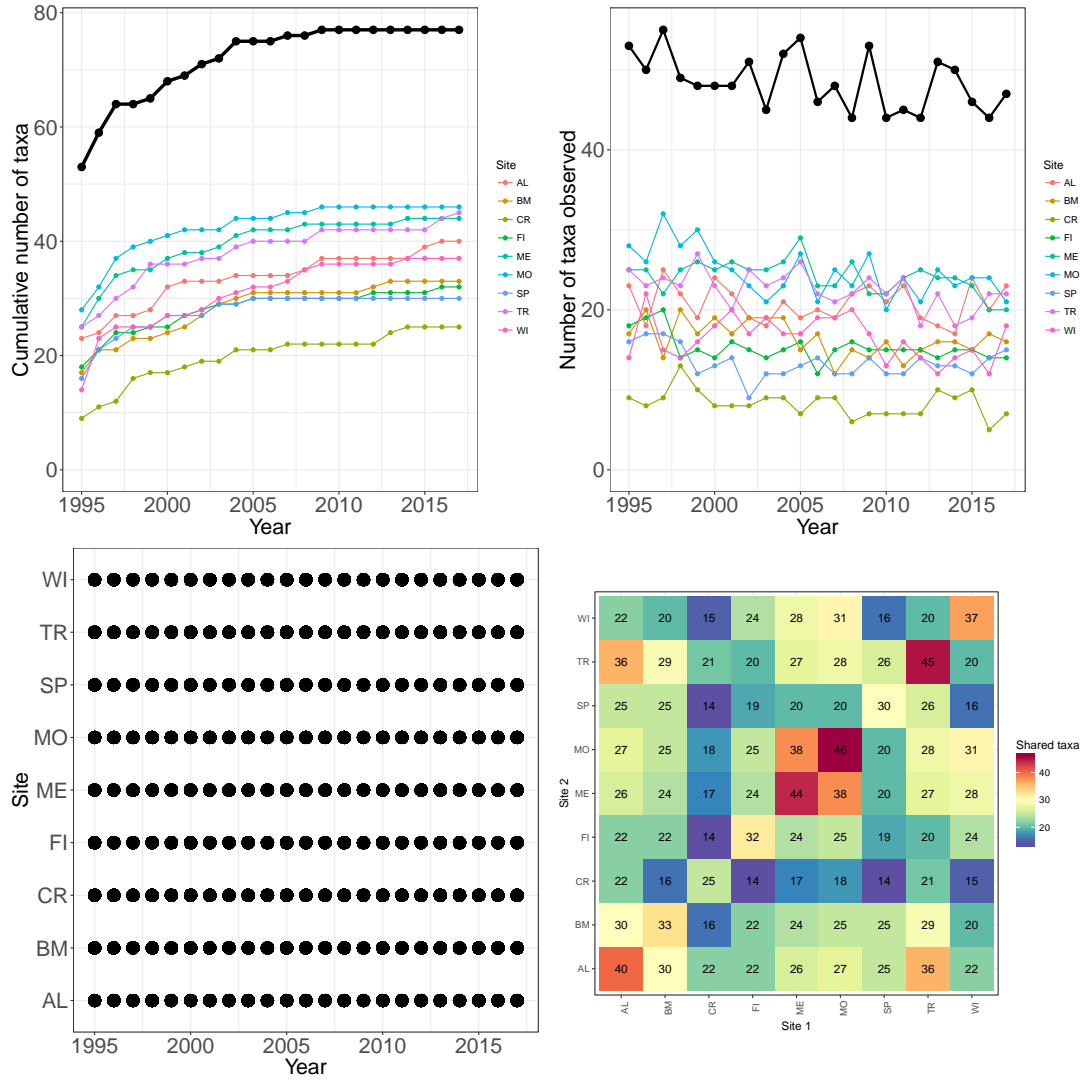 80
60
40
20
0
Cumulative number of taxa
1995 2000 2005 2010 2015
Year
Site
AL
BM
CR
FI
ME
MO
SP
TR
WI
40
20
0
Number of taxa observed
1995 2000 2005 2010 2015
Year
Site
AL
BM
CR
FI
ME
MO
SP
TR
WI
WI
TR
SP
MO
ME
FI
CR
BM
AL
Site
1995 2000 2005 2010 2015
Year
WI 22 20 15 24 28 31 16 20 37
TR 36 29 21 20 27 28 26 45 20
SP 25 25 14 19 20 20 30 26 16
MO 27 25 18 25 38 46 20 28 31
ME 26 24 17 24 44 38 20 27 28
FI 22 22 14 32 24 25 19 20 24
CR 22 16 25 14 17 18 14 21 15
BM 30 33 16 22 24 25 25 29 20
AL 40 30 22 22 26 27 25 36 22
Site 2
AL BM CR FI ME MO SP TR WI
Site 1
Shared taxa
40
30
20